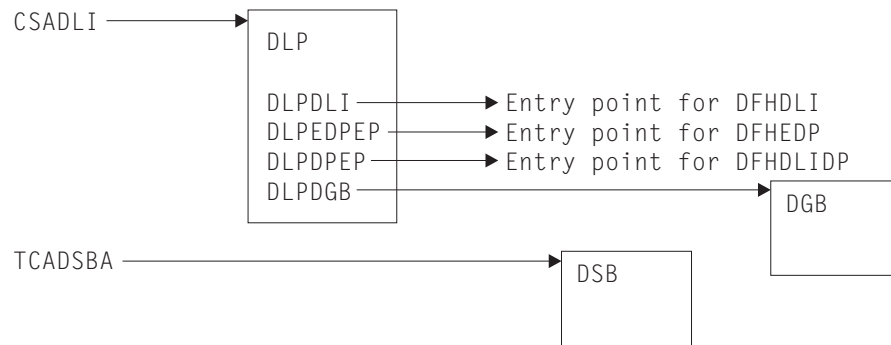 CSADLI
DLP
DLPDLI Entry point for DFHDLI
DLPEDPEP Entry point for DFHEDP
DLPDPEP Entry point for DFHDLIDP
DLPDGB
DGB
TCADSBA
DSB